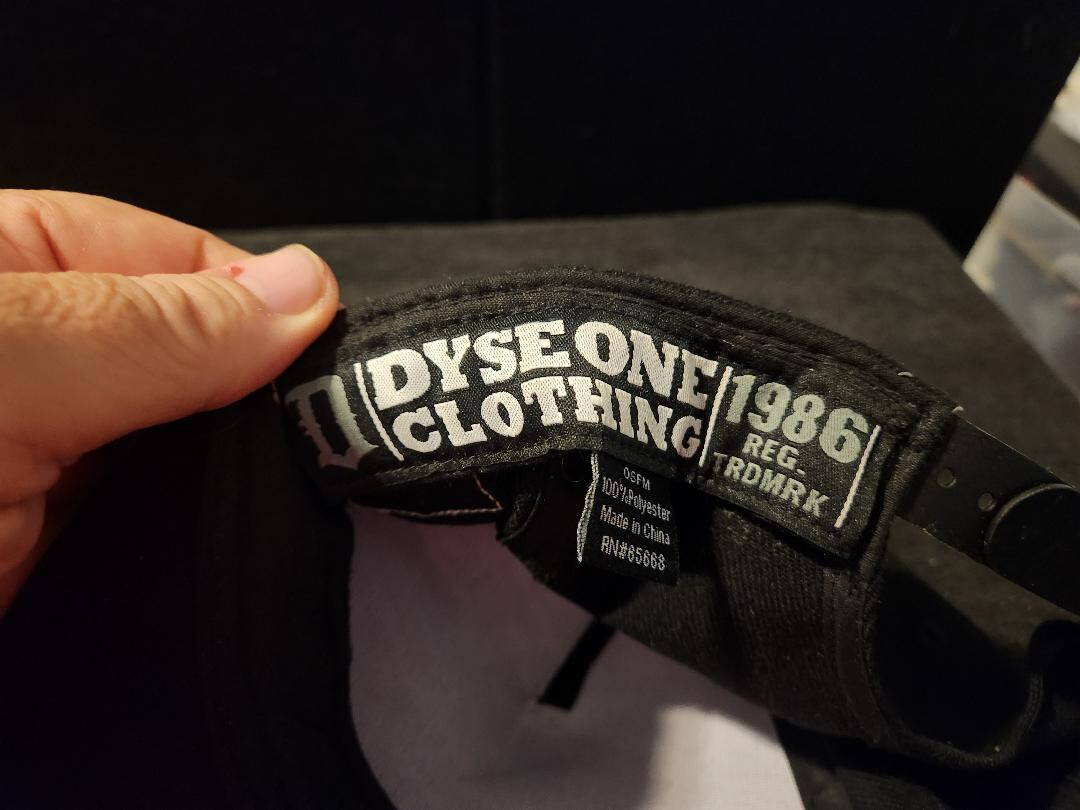 D
DYSE ONE
CLOTHING
1986
REG.
TRDMRK
OSFM
100%Polyester
Made in China
RN#65668